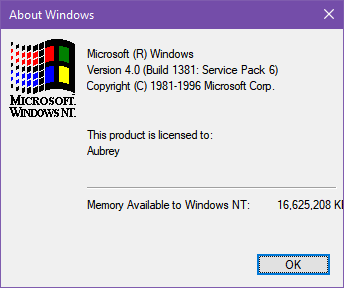 About Windows
MICROSOFT.
WINDOWS NT.
Microsoft (R) Windows
Version 4.0 (Build 1381: Service Pack 6)
Copyright (C) 1981-1996 Microsoft Corp.
This product is licensed to:
Aubrey
Memory Available to Windows NT: 16,625,208 K
OK